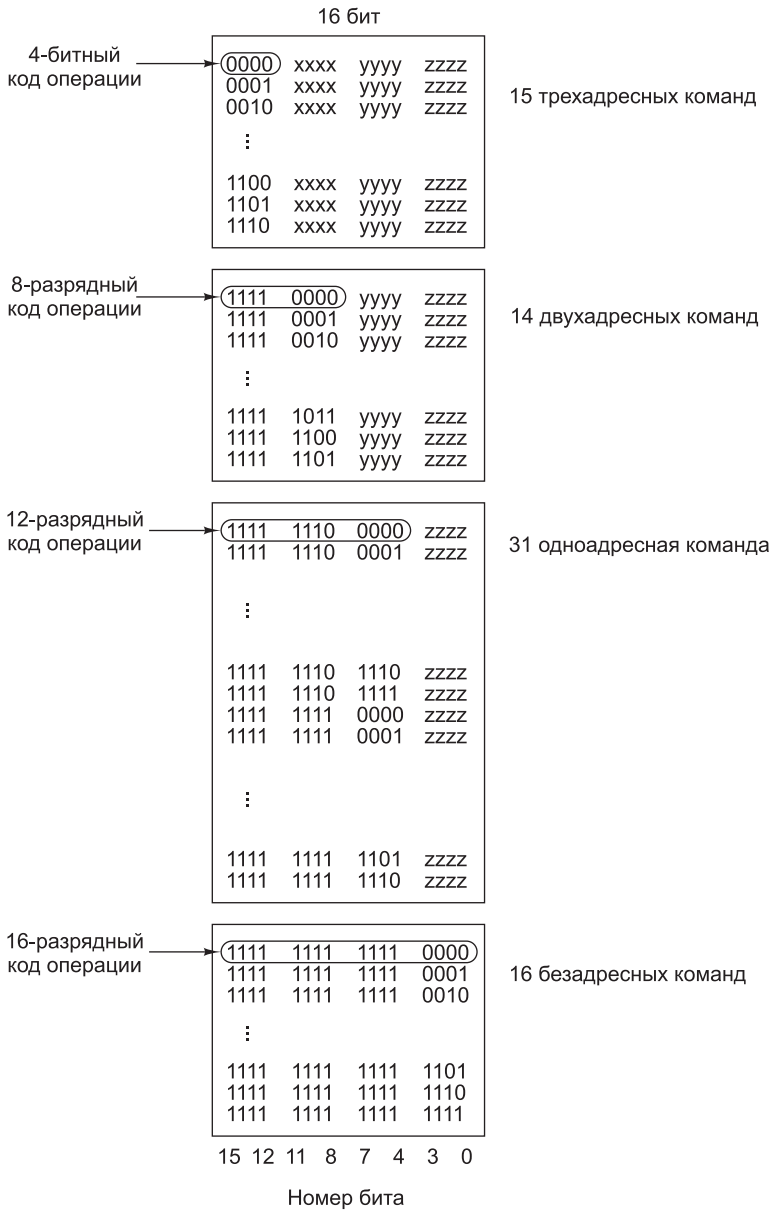 16 бит
4-битный
код операции
0000 xxxx yyyy zzzz
0001 xxxx yyyy zzzz
0010 xxxx yyyy zzzz
⋮
1100 xxxx yyyy zzzz
1101 xxxx yyyy zzzz
1110 xxxx yyyy zzzz
15 трехадресных команд
8-разрядный
код операции
1111 0000 yyyy zzzz
1111 0001 yyyy zzzz
1111 0010 yyyy zzzz
⋮
1111 1011 yyyy zzzz
1111 1100 yyyy zzzz
1111 1101 yyyy zzzz
14 двухадресных команд
12-разрядный
код операции
1111 1110 0000 zzzz
1111 1110 0001 zzzz
⋮
1111 1110 1110 zzzz
1111 1110 1111 zzzz
1111 1111 0000 zzzz
1111 1111 0001 zzzz
⋮
1111 1111 1101 zzzz
1111 1111 1110 zzzz
31 одноадресная команда
16-разрядный
код операции
1111 1111 1111 0000
1111 1111 1111 0001
1111 1111 1111 0010
⋮
1111 1111 1111 1101
1111 1111 1111 1110
1111 1111 1111 1111
16 безадресных команд
15 12 11 8 7 4 3 0
Номер бита